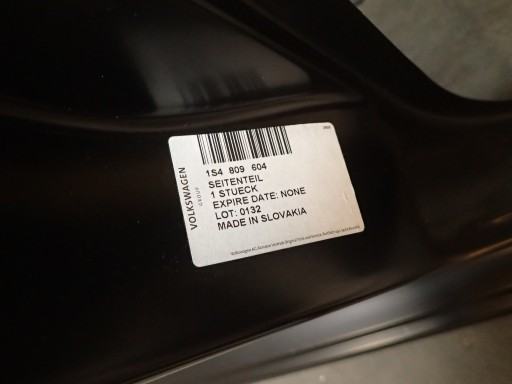 VOLKSWAGEN
GROUP
1S4 809 604
SEITENTEIL
1 STUECK
EXPIRE DATE: NONE
LOT: 0132
MADE IN SLOVAKIA